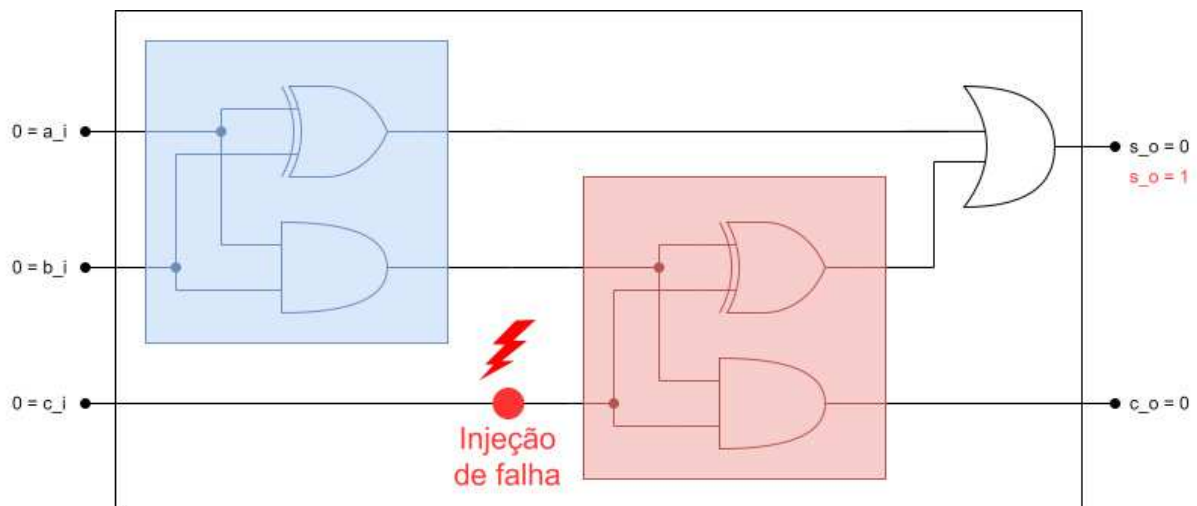 0 = a_i
s_o = 0
s_o = 1
0 = b_i
0 = c_i
c_o = 0
Injeção
de falha